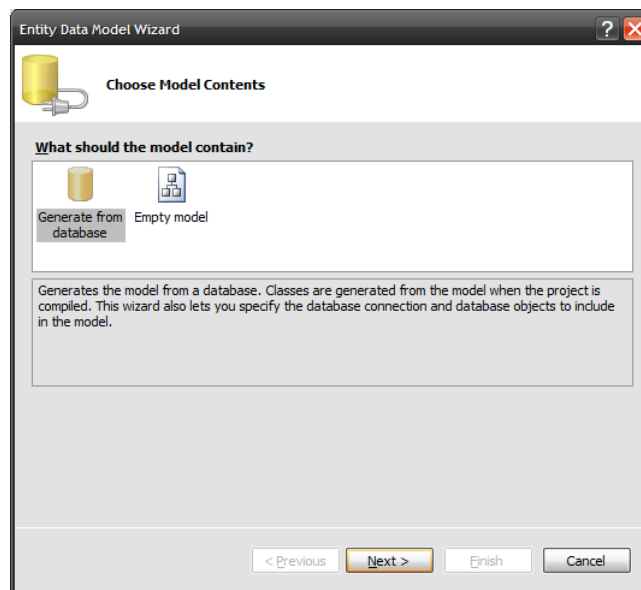 Entity Data Model Wizard
Choose Model Contents
What should the model contain?
Generate from
database
Empty model
Generates the model from a database. Classes are generated from the model when the project is
compiled. This wizard also lets you specify the database connection and database objects to include
in the model.
< Previous
Next >
Finish
Cancel